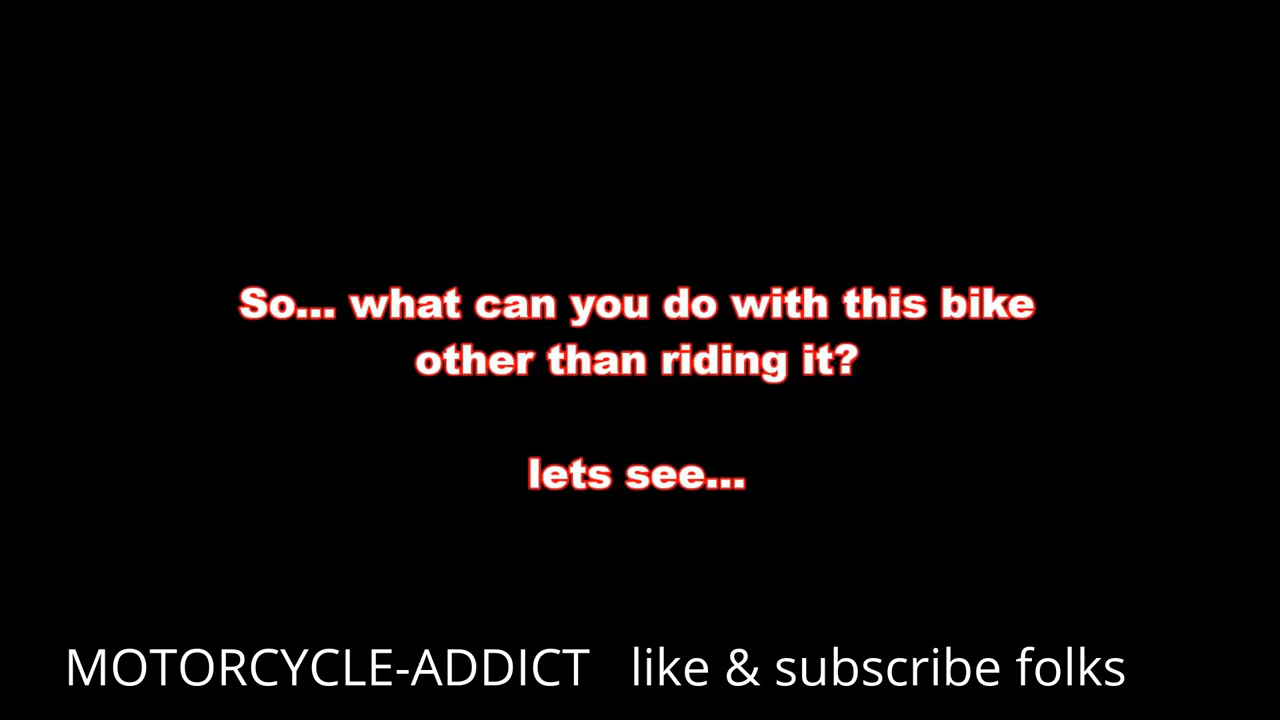 So... what can you do with this bike
other than riding it?
lets see...
MOTORCYCLE-ADDICT like & subscribe folks